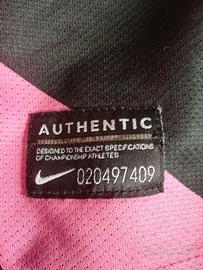 AUTHENTIC
DESIGNED TO THE EXACT SPECIFICATIONS
OF CHAMPIONSHIP ATHLETES
020497409